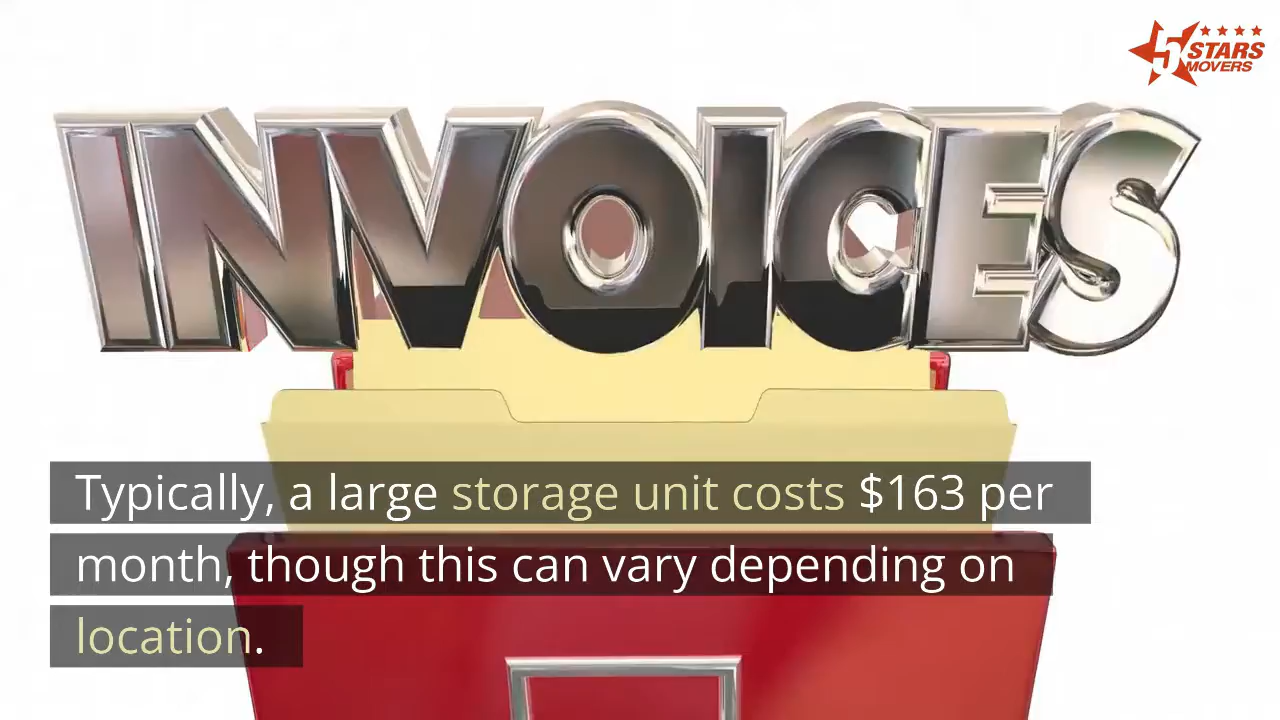 5 STARS
MOVERS
INVOICES
Typically, a large storage unit costs $163 per
month, though this can vary depending on
location.